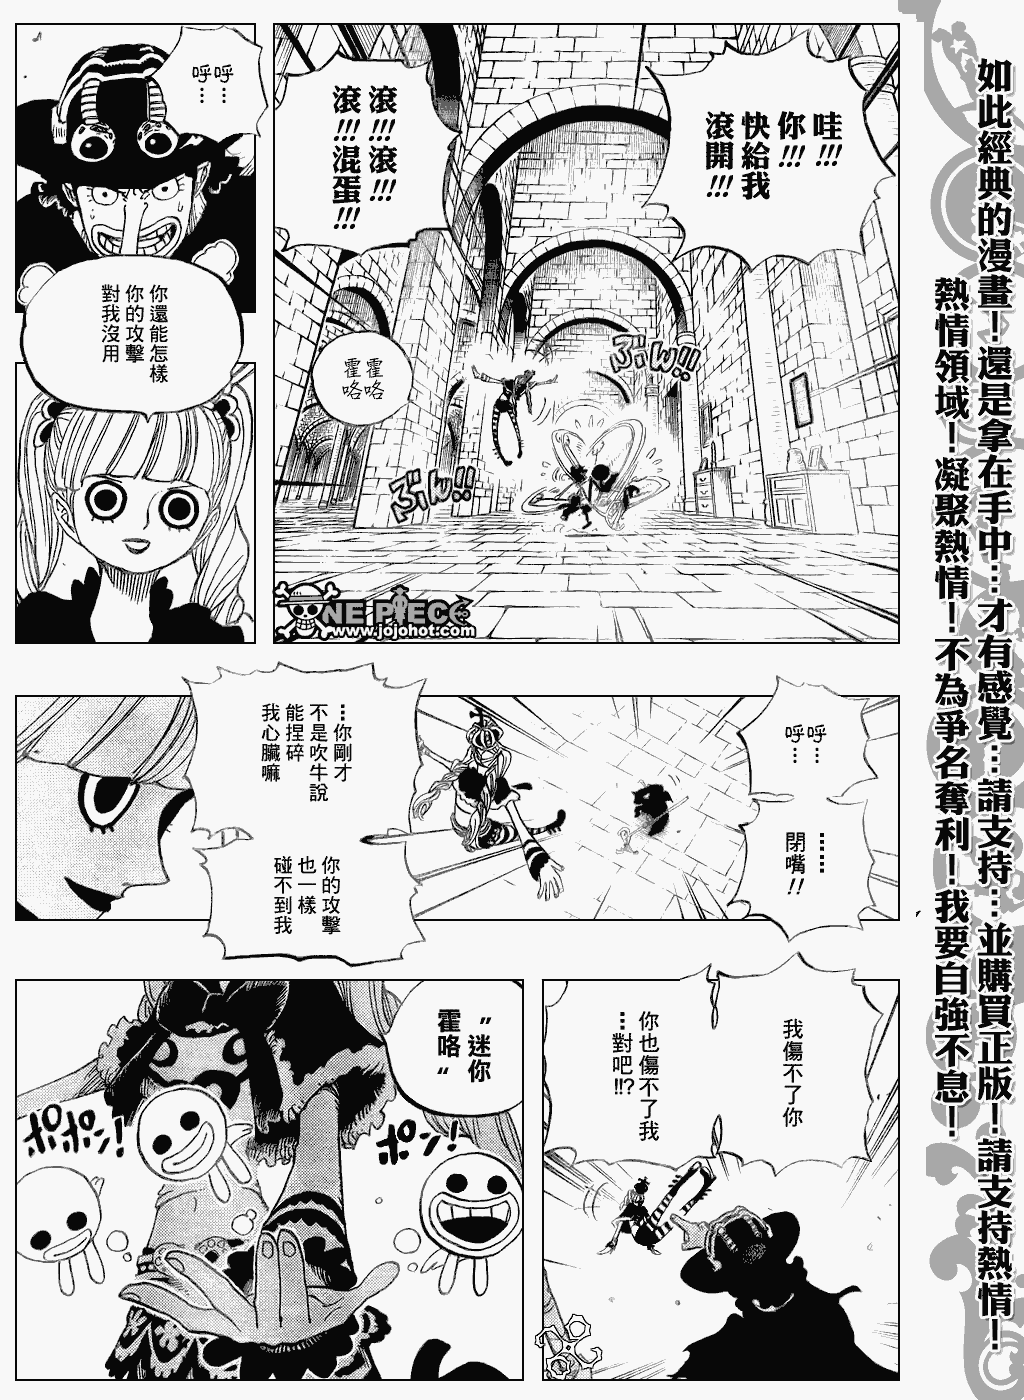 如此經典的漫畫！還是拿在手中…才有感覺…請支持…並購買正版！請支持熱情！
熱情領域！凝聚熱情！不為爭名奪利！我要自強不息！
哇!!!
你!!!
快給我
滾開!!!
滾!!!滾!!!
滾!!!混蛋!!!
霍咯
霍咯
ぶん!!
ぶん!!
ONE PIECE
www.jojohot.com
呼…
呼…
你還能怎樣
你的攻擊
對我沒用
呼…
呼…
……
閉嘴!!
…你剛才
不是吹牛說
能捏碎
我心臟嘛
你的攻擊
也一樣
碰不到我
我傷不了你
你也傷不了我
…對吧!!?
〝迷你
霍咯〞
ポポン!
ポン!